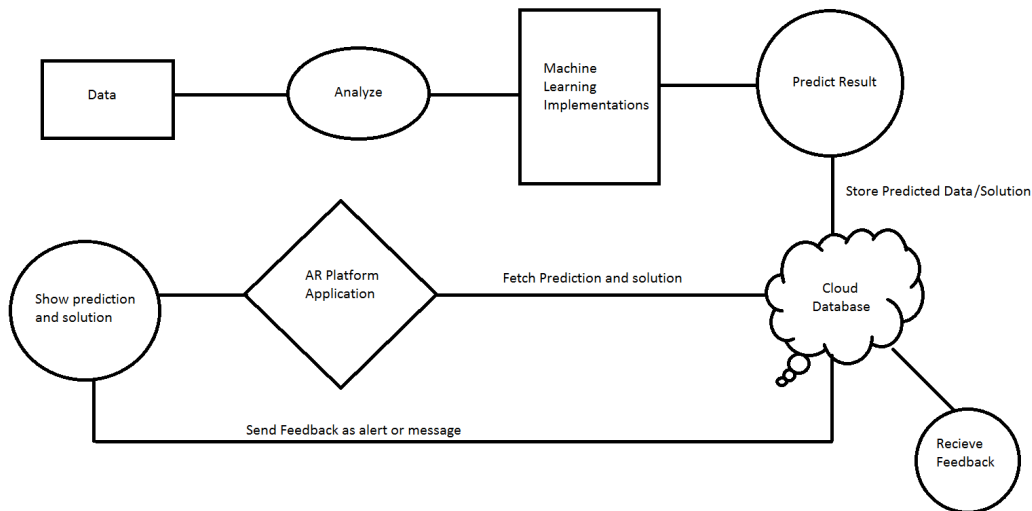 Data
Analyze
Machine
Learning
Implementations
Predict Result
Store Predicted Data/Solution
Show prediction
and solution
AR Platform
Application
Fetch Prediction and solution
Cloud
Database
Send Feedback as alert or message
Recieve
Feedback